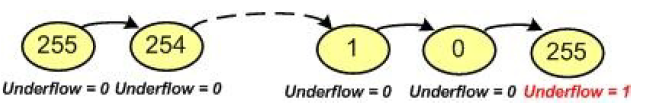 255 254 1 0 255
Underflow = 0 Underflow = 0 Underflow = 0 Underflow = 0 Underflow = 1